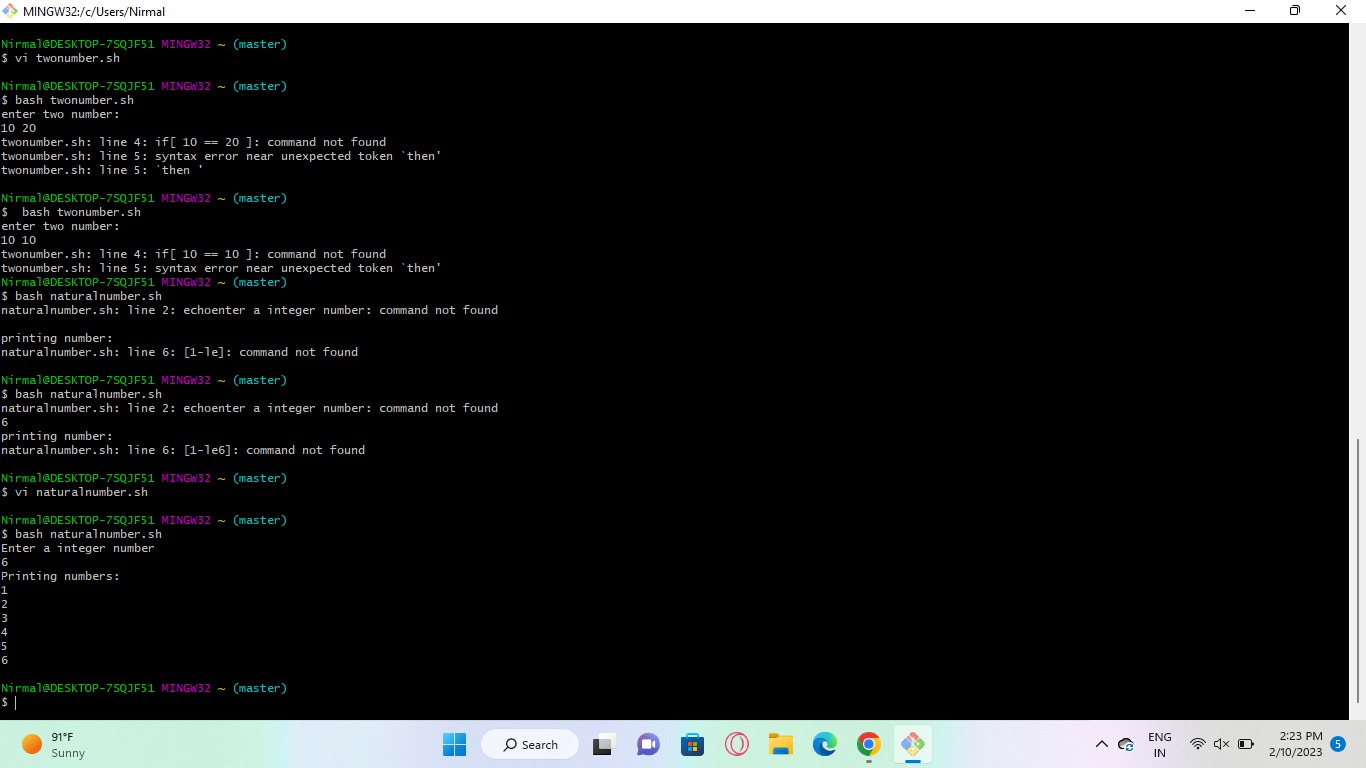 MINGW32:/c/Users/Nirmal
Nirmal@DESKTOP-7SQJF51 MINGW32 ~ (master)
$ vi twonumber.sh
Nirmal@DESKTOP-7SQJF51 MINGW32 ~ (master)
$ bash twonumber.sh
enter two number:
10 20
twonumber.sh: line 4: if[ 10 == 20 ]: command not found
twonumber.sh: line 5: syntax error near unexpected token `then'
twonumber.sh: line 5: `then '
Nirmal@DESKTOP-7SQJF51 MINGW32 ~ (master)
$  bash twonumber.sh
enter two number:
10 10
twonumber.sh: line 4: if[ 10 == 10 ]: command not found
twonumber.sh: line 5: syntax error near unexpected token `then'
Nirmal@DESKTOP-7SQJF51 MINGW32 ~ (master)
$ bash naturalnumber.sh
naturalnumber.sh: line 2: echoenter a integer number: command not found
printing number:
naturalnumber.sh: line 6: [1-le]: command not found
Nirmal@DESKTOP-7SQJF51 MINGW32 ~ (master)
$ bash naturalnumber.sh
naturalnumber.sh: line 2: echoenter a integer number: command not found
6
printing number:
naturalnumber.sh: line 6: [1-le6]: command not found
Nirmal@DESKTOP-7SQJF51 MINGW32 ~ (master)
$ vi naturalnumber.sh
Nirmal@DESKTOP-7SQJF51 MINGW32 ~ (master)
$ bash naturalnumber.sh
Enter a integer number
6
Printing numbers:
1
2
3
4
5
6
Nirmal@DESKTOP-7SQJF51 MINGW32 ~ (master)
$
91°F
Sunny
Search
ENG
IN
2:23 PM
2/10/2023
5